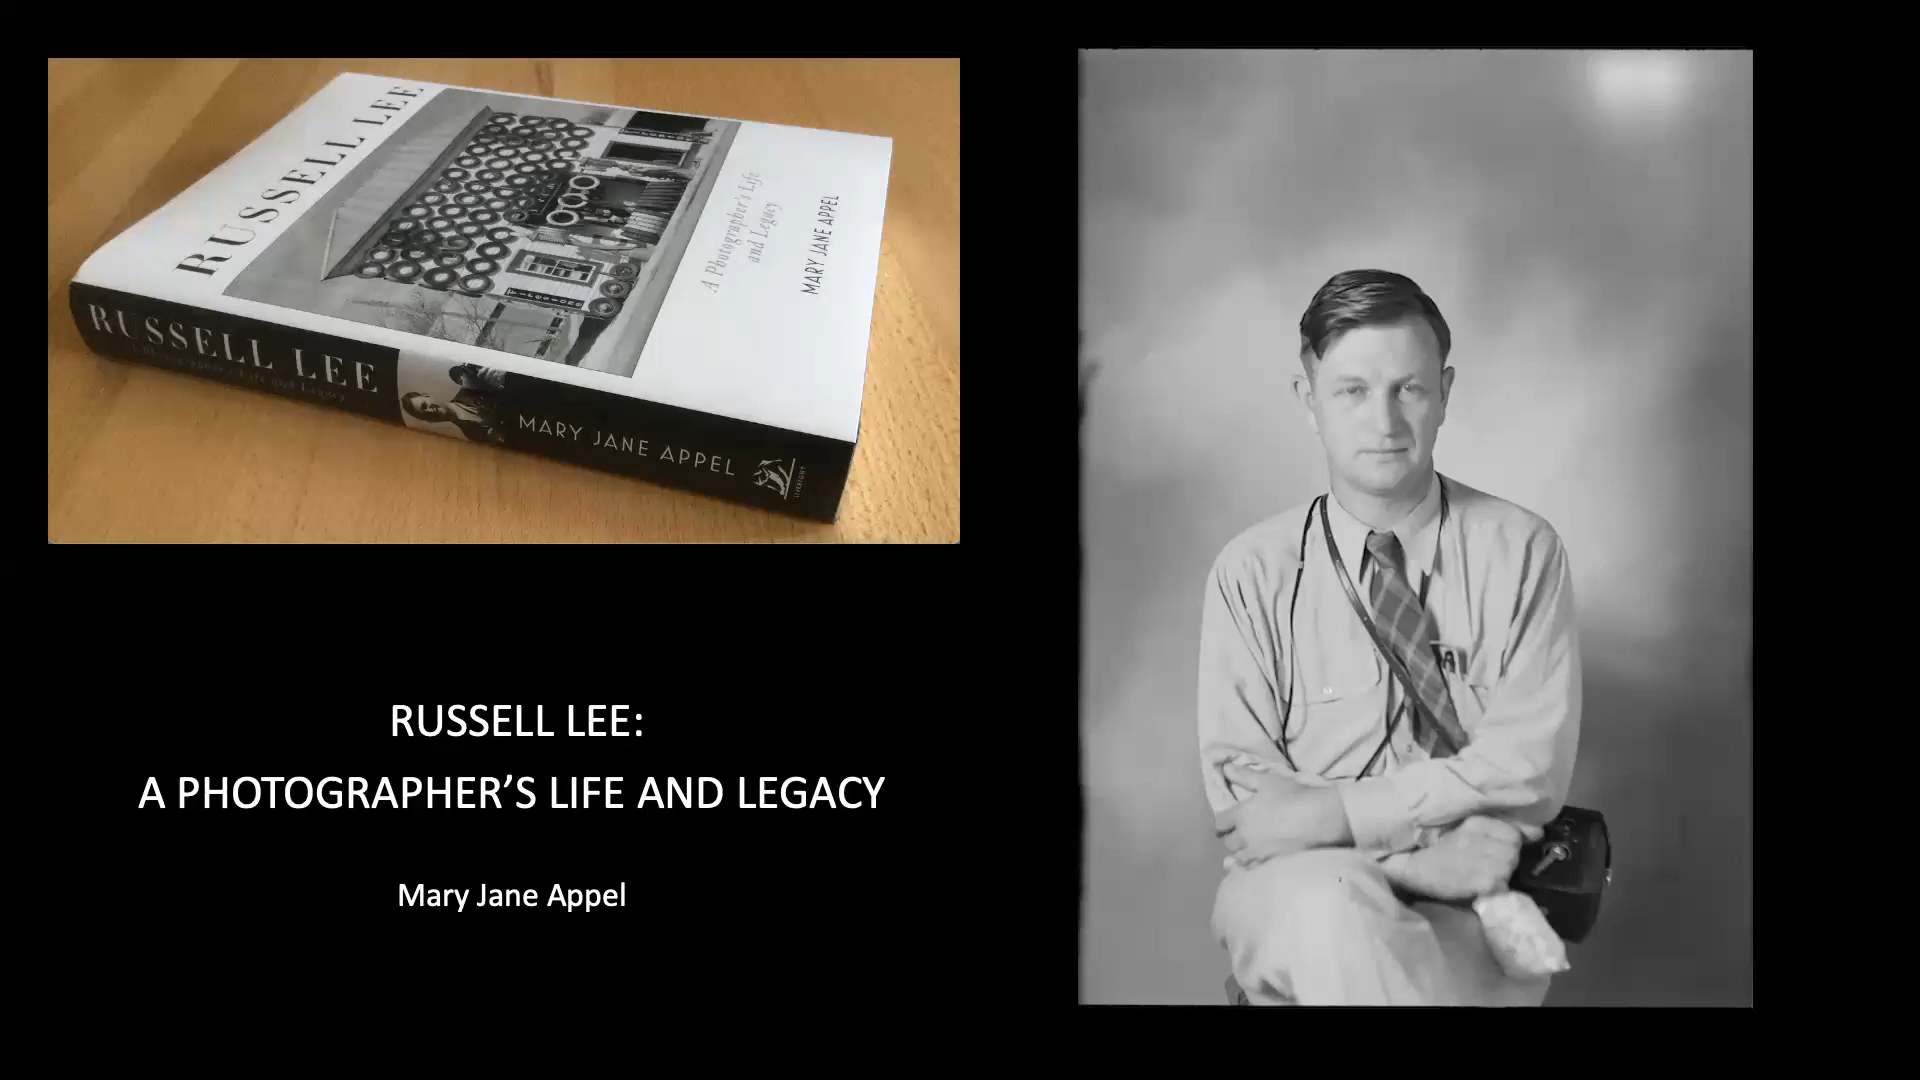 RUSSELL LEE
A Photographer's Life
and Legacy
MARY JANE APPEL
RUSSELL LEE
A Photographer's Life and Legacy
MARY JANE APPEL
LIVERIGHT
RUSSELL LEE:
A PHOTOGRAPHER’S LIFE AND LEGACY
Mary Jane Appel